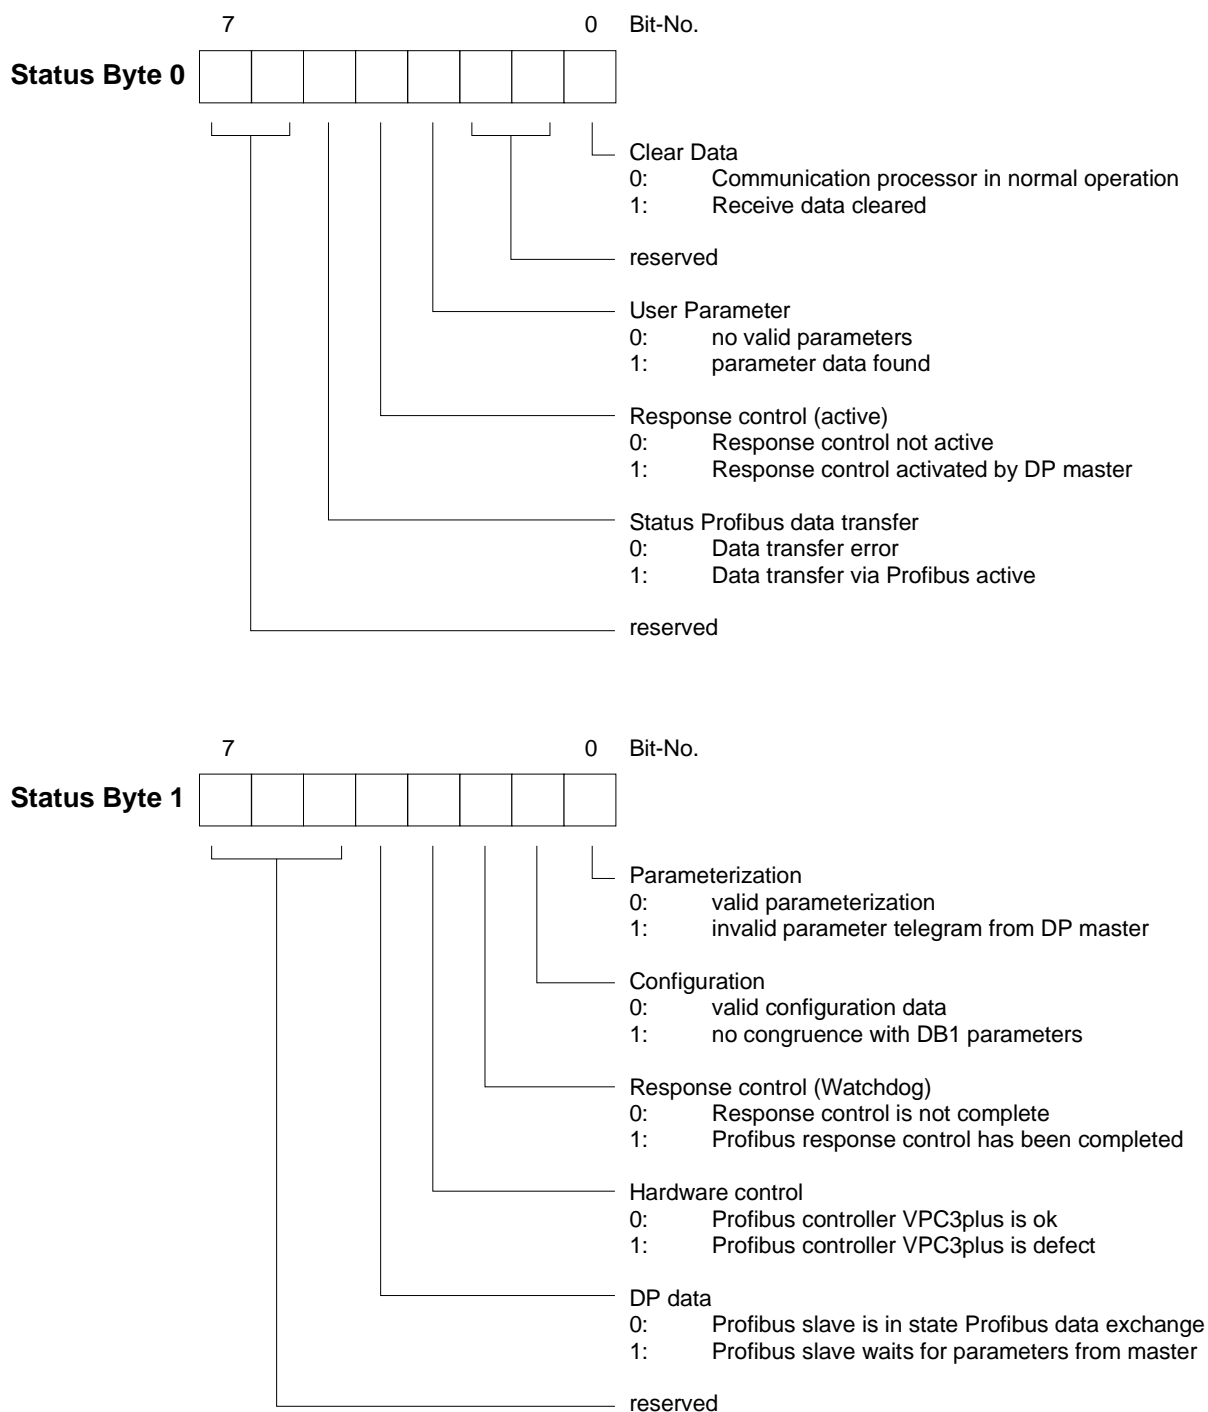 7 0 Bit-No.
Status Byte 0
Clear Data
0: Communication processor in normal operation
1: Receive data cleared
reserved
User Parameter
0: no valid parameters
1: parameter data found
Response control (active)
0: Response control not active
1: Response control activated by DP master
Status Profibus data transfer
0: Data transfer error
1: Data transfer via Profibus active
reserved
7 0 Bit-No.
Status Byte 1
Parameterization
0: valid parameterization
1: invalid parameter telegram from DP master
Configuration
0: valid configuration data
1: no congruence with DB1 parameters
Response control (Watchdog)
0: Response control is not complete
1: Profibus response control has been completed
Hardware control
0: Profibus controller VPC3plus is ok
1: Profibus controller VPC3plus is defect
DP data
0: Profibus slave is in state Profibus data exchange
1: Profibus slave waits for parameters from master
reserved